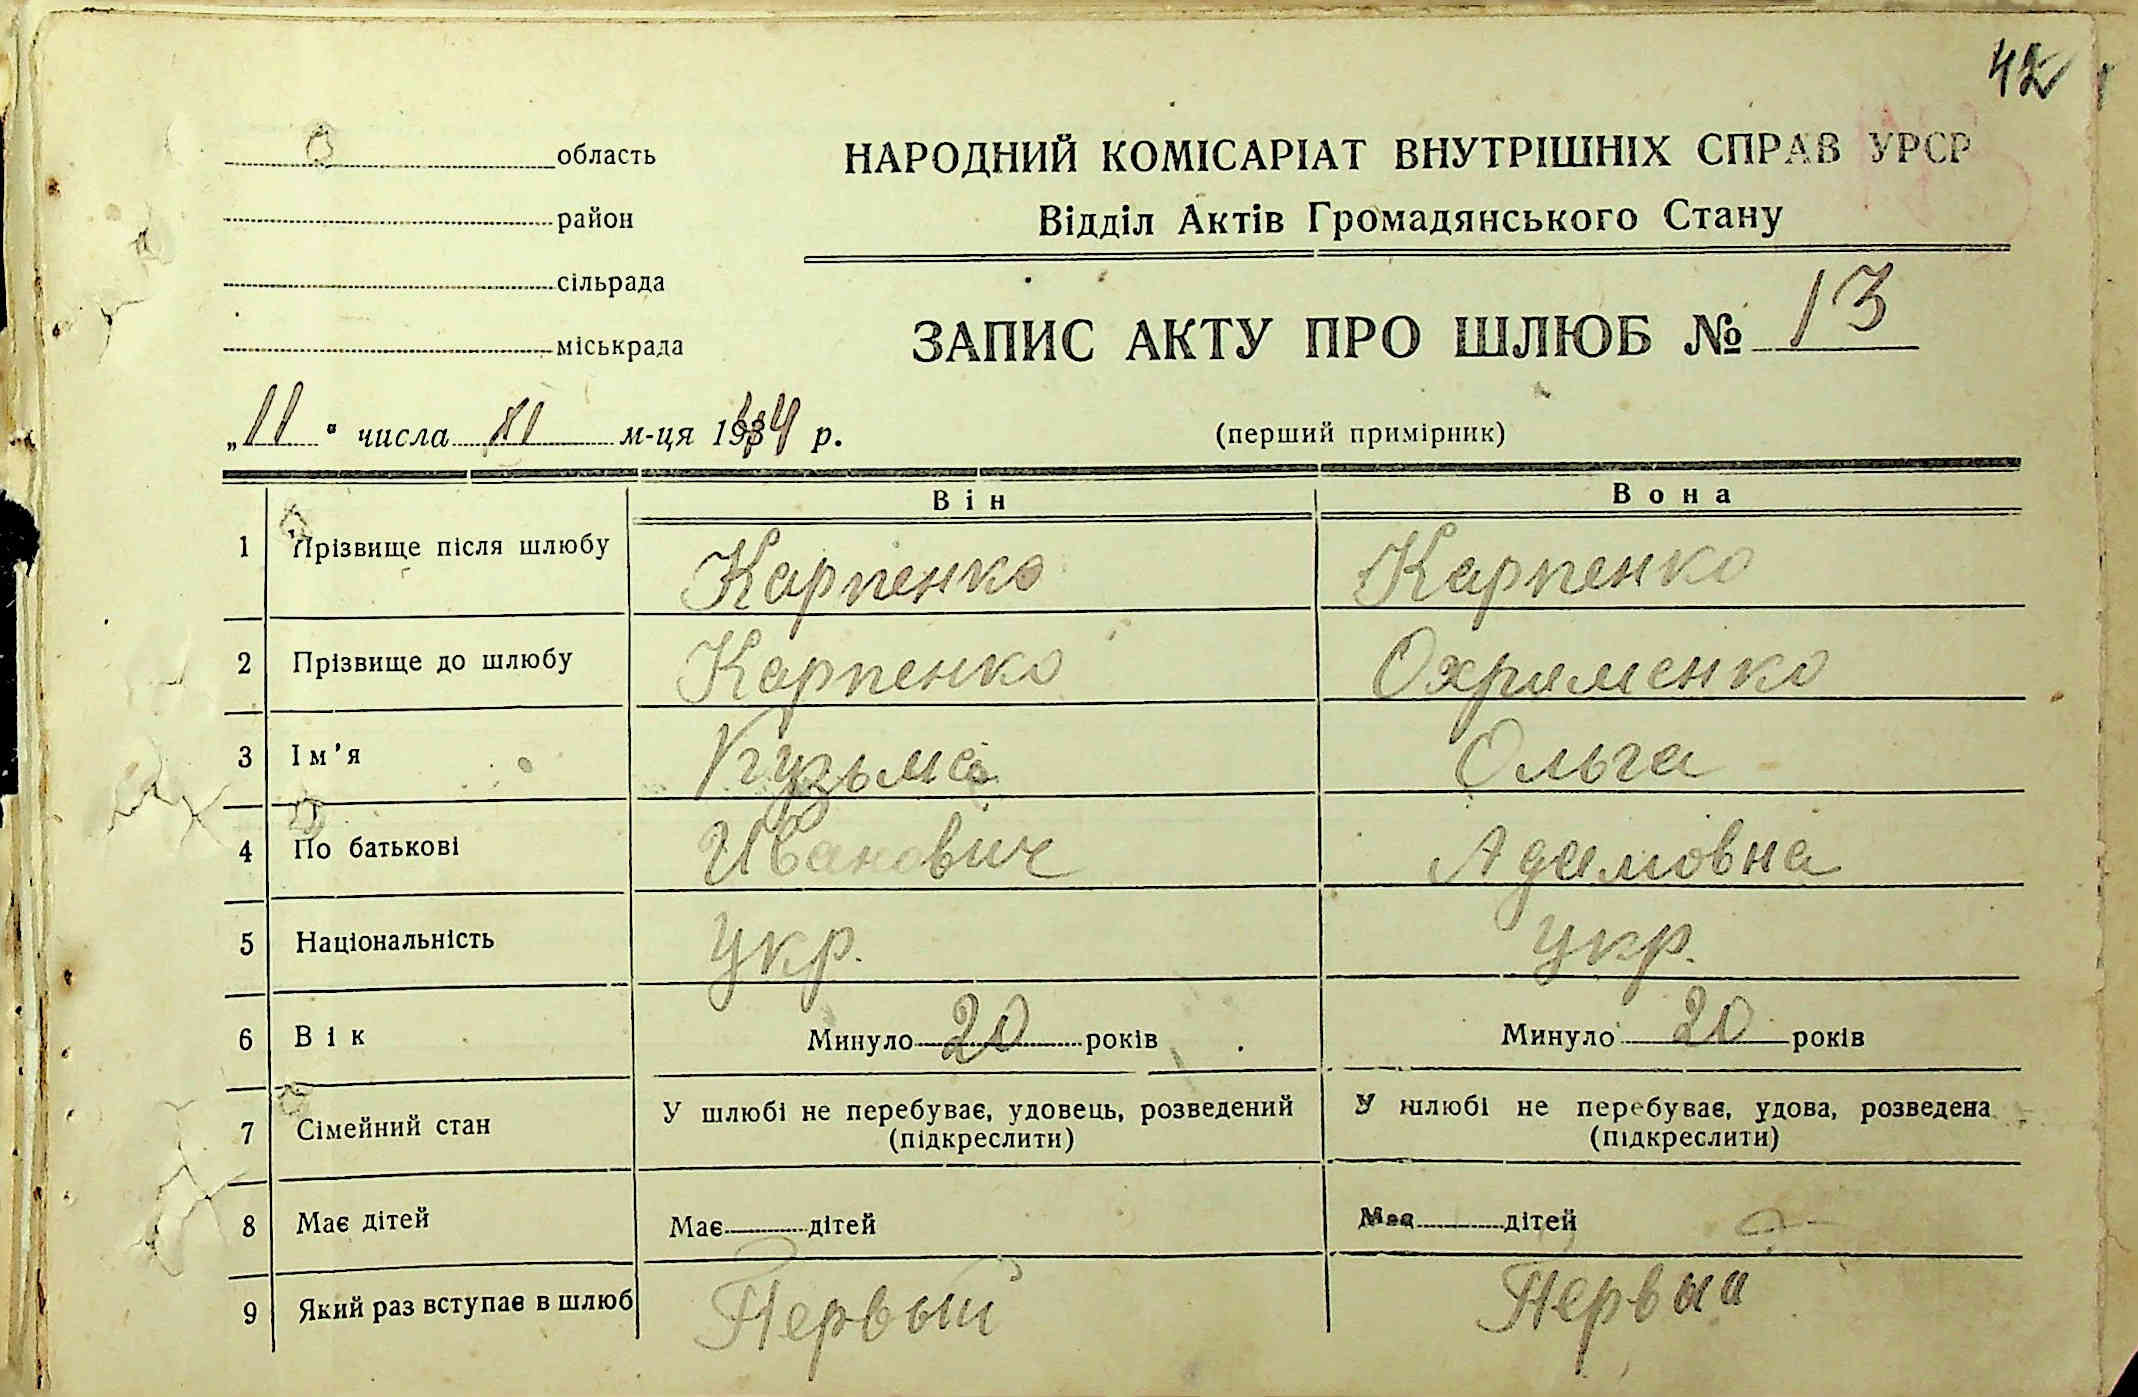 42
область
район
сільрада
міськрада
НАРОДНИЙ КОМІСАРІАТ ВНУТРІШНІХ СПРАВ УРСР
Відділ Актів Громадянського Стану
ЗАПИС АКТУ ПРО ШЛЮБ № 13
„11" числа XI м-ця 1934 р.
(перший примірник)
Він Вона
1 Прізвище після шлюбу Карпенко Карпенко
2 Прізвище до шлюбу Карпенко Охрименко
3 Ім'я Кузьма Ольга
4 По батькові Иванович Адамовна
5 Національність укр. укр.
6 Вік Минуло 20 років Минуло 20 років
7 Сімейний стан У шлюбі не перебуває, удовець, розведений У шлюбі не перебуває, удова, розведена
(підкреслити) (підкреслити)
8 Має дітей Має дітей Має дітей
9 Який раз вступає в шлюб Первый Первый